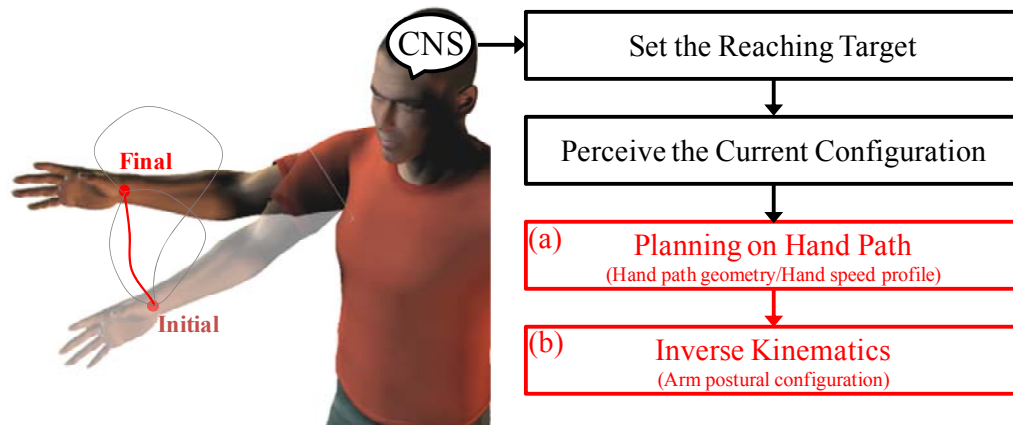 CNS
Set the Reaching Target
Perceive the Current Configuration
(a)
Planning on Hand Path
(Hand path geometry/Hand speed profile)
(b)
Inverse Kinematics
(Arm postural configuration)
Final
Initial